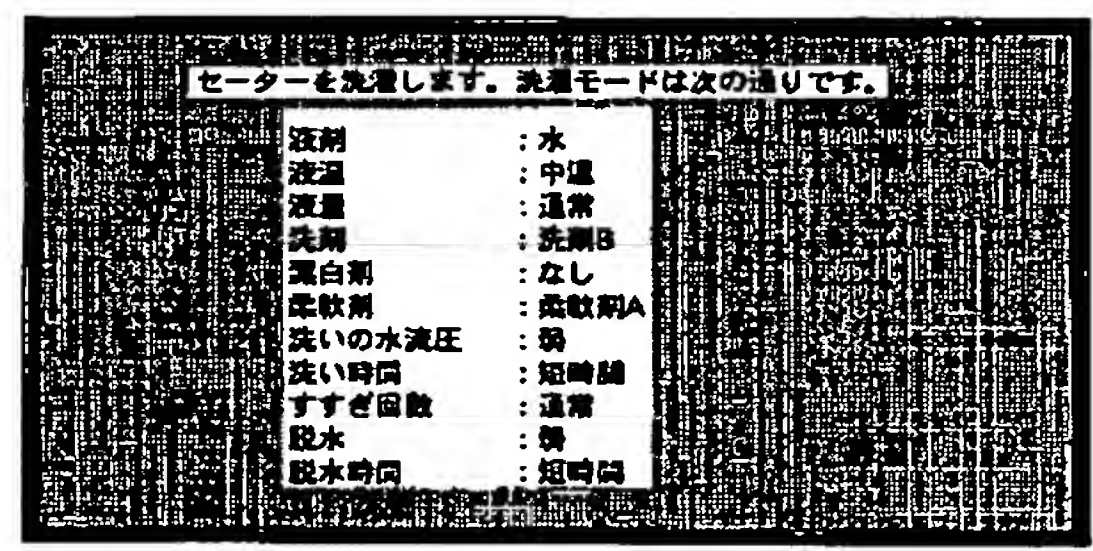 セーターを洗濯します。洗濯モードは次の通りです。
液剤 : 水
液温 : 中温
液量 : 通常
洗剤 : 洗剤B
漂白剤 : なし
柔軟剤 : 柔軟剤A
洗いの水流圧 : 弱
洗い時間 : 短時間
すすぎ回数 : 通常
脱水 : 弱
脱水時間 : 短時間